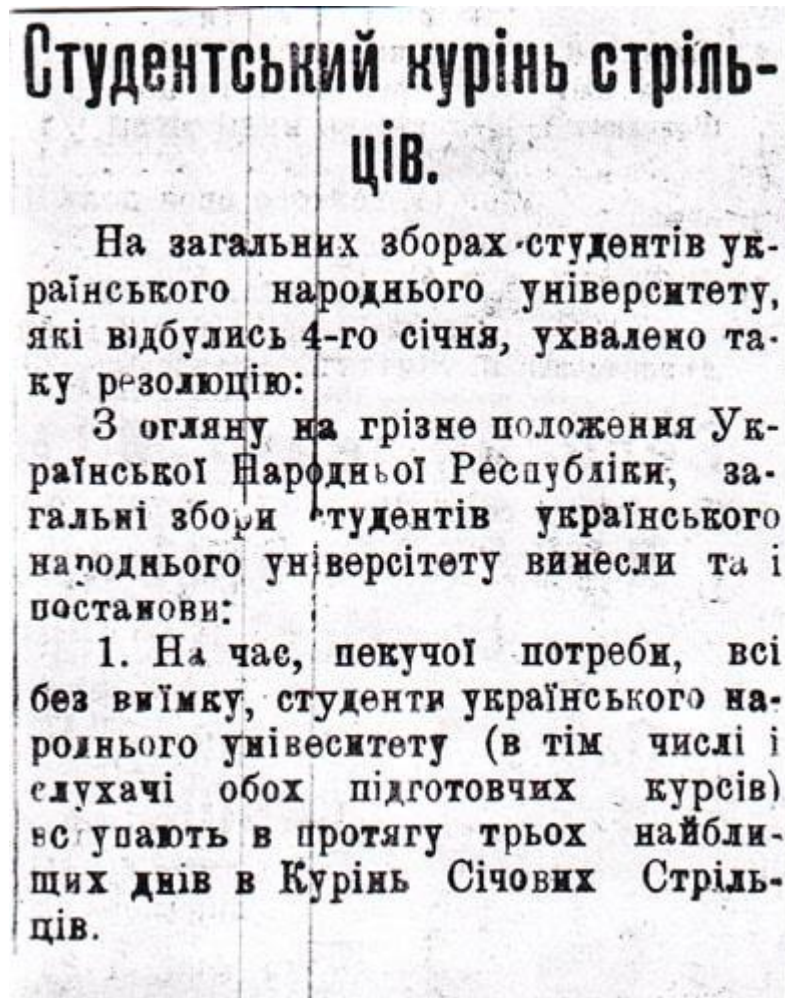 Студентський курінь стріль-
ців.
На загальних зборах студентів ук-
раїнського народнього університету,
які відбулись 4-го січня, ухвалено та-
ку резолюцію:
З огляну на грізне положення Ук-
раїнської Народньої Республіки, за-
гальні збори студентів українського
народнього універсітету винесли та і
постанови:
1. На час, пекучої потреби, всі
без виїмку, студенти українського на-
роднього унівеситету (в тім числі і
слухачі обох підготовчих курсів)
вступають в протягу трьох найбли-
щих днів в Курінь Січових Стріль-
ців.